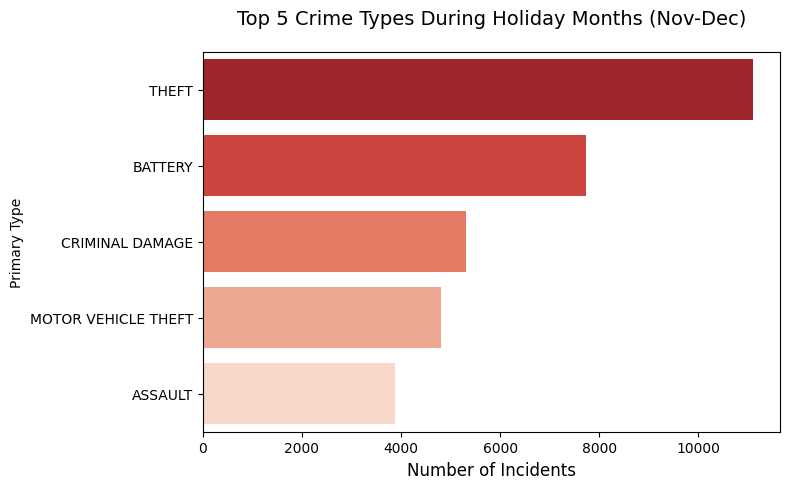 Top 5 Crime Types During Holiday Months (Nov-Dec)
Primary Type
THEFT
BATTERY
CRIMINAL DAMAGE
MOTOR VEHICLE THEFT
ASSAULT
0 2000 4000 6000 8000 10000
Number of Incidents